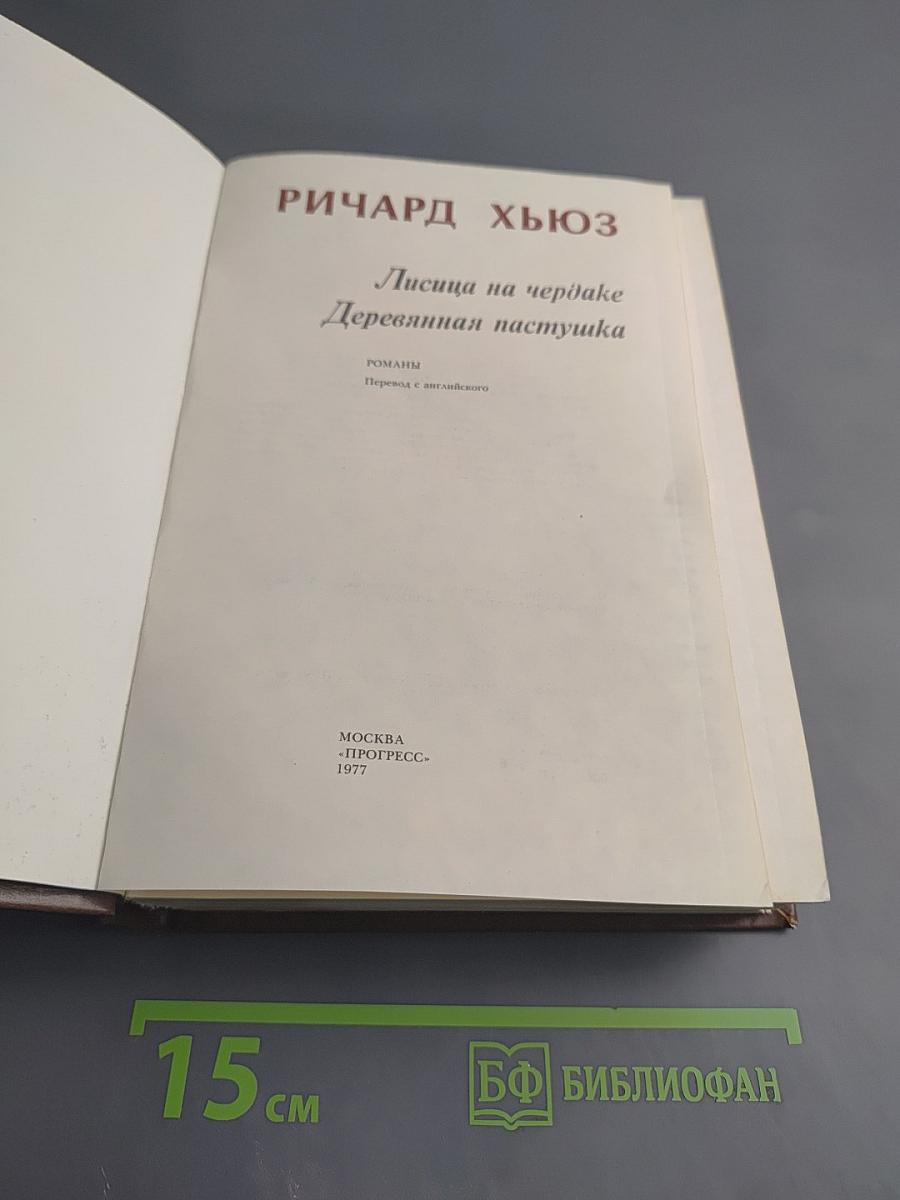 РИЧАРД ХЬЮЗ
Лисица на чердаке
Деревянная пастушка
РОМАНЫ
Перевод с английского
МОСКВА
«ПРОГРЕСС»
1977
15 см
БФ БИБЛИОФАН